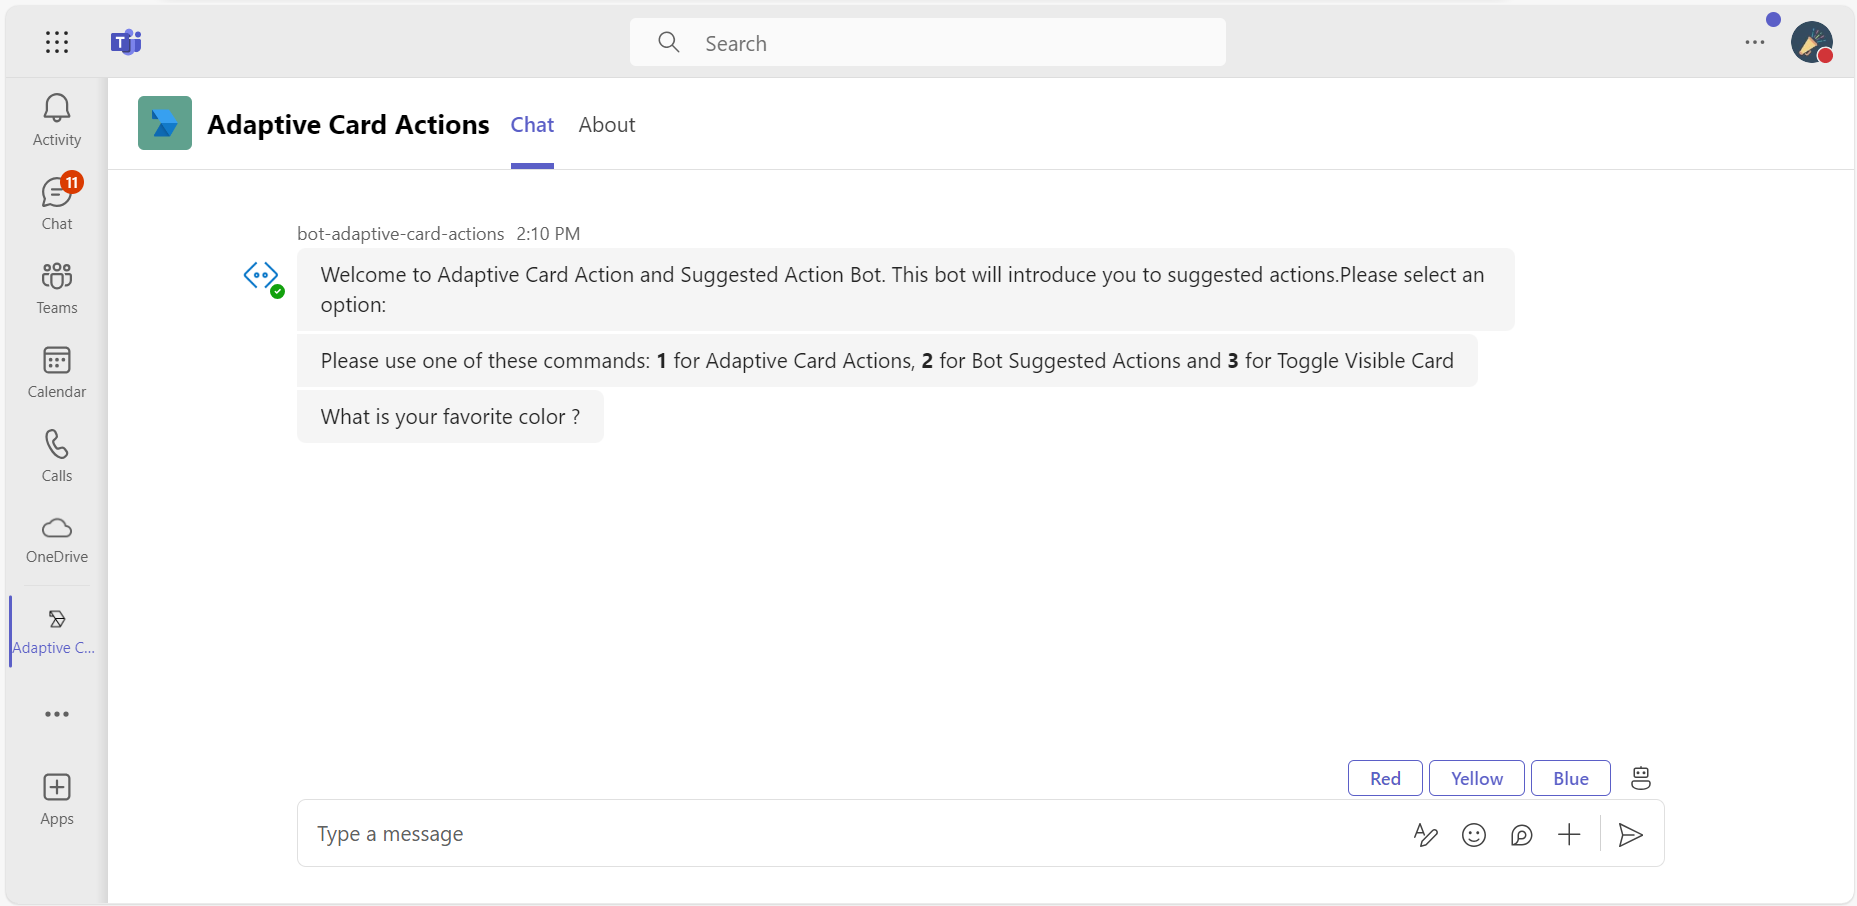 Search
Activity
11
Chat
Teams
Calendar
Calls
OneDrive
Adaptive C...
Apps
Adaptive Card Actions Chat About
bot-adaptive-card-actions 2:10 PM
Welcome to Adaptive Card Action and Suggested Action Bot. This bot will introduce you to suggested actions.Please select an
option:
Please use one of these commands: 1 for Adaptive Card Actions, 2 for Bot Suggested Actions and 3 for Toggle Visible Card
What is your favorite color ?
Red Yellow Blue
Type a message